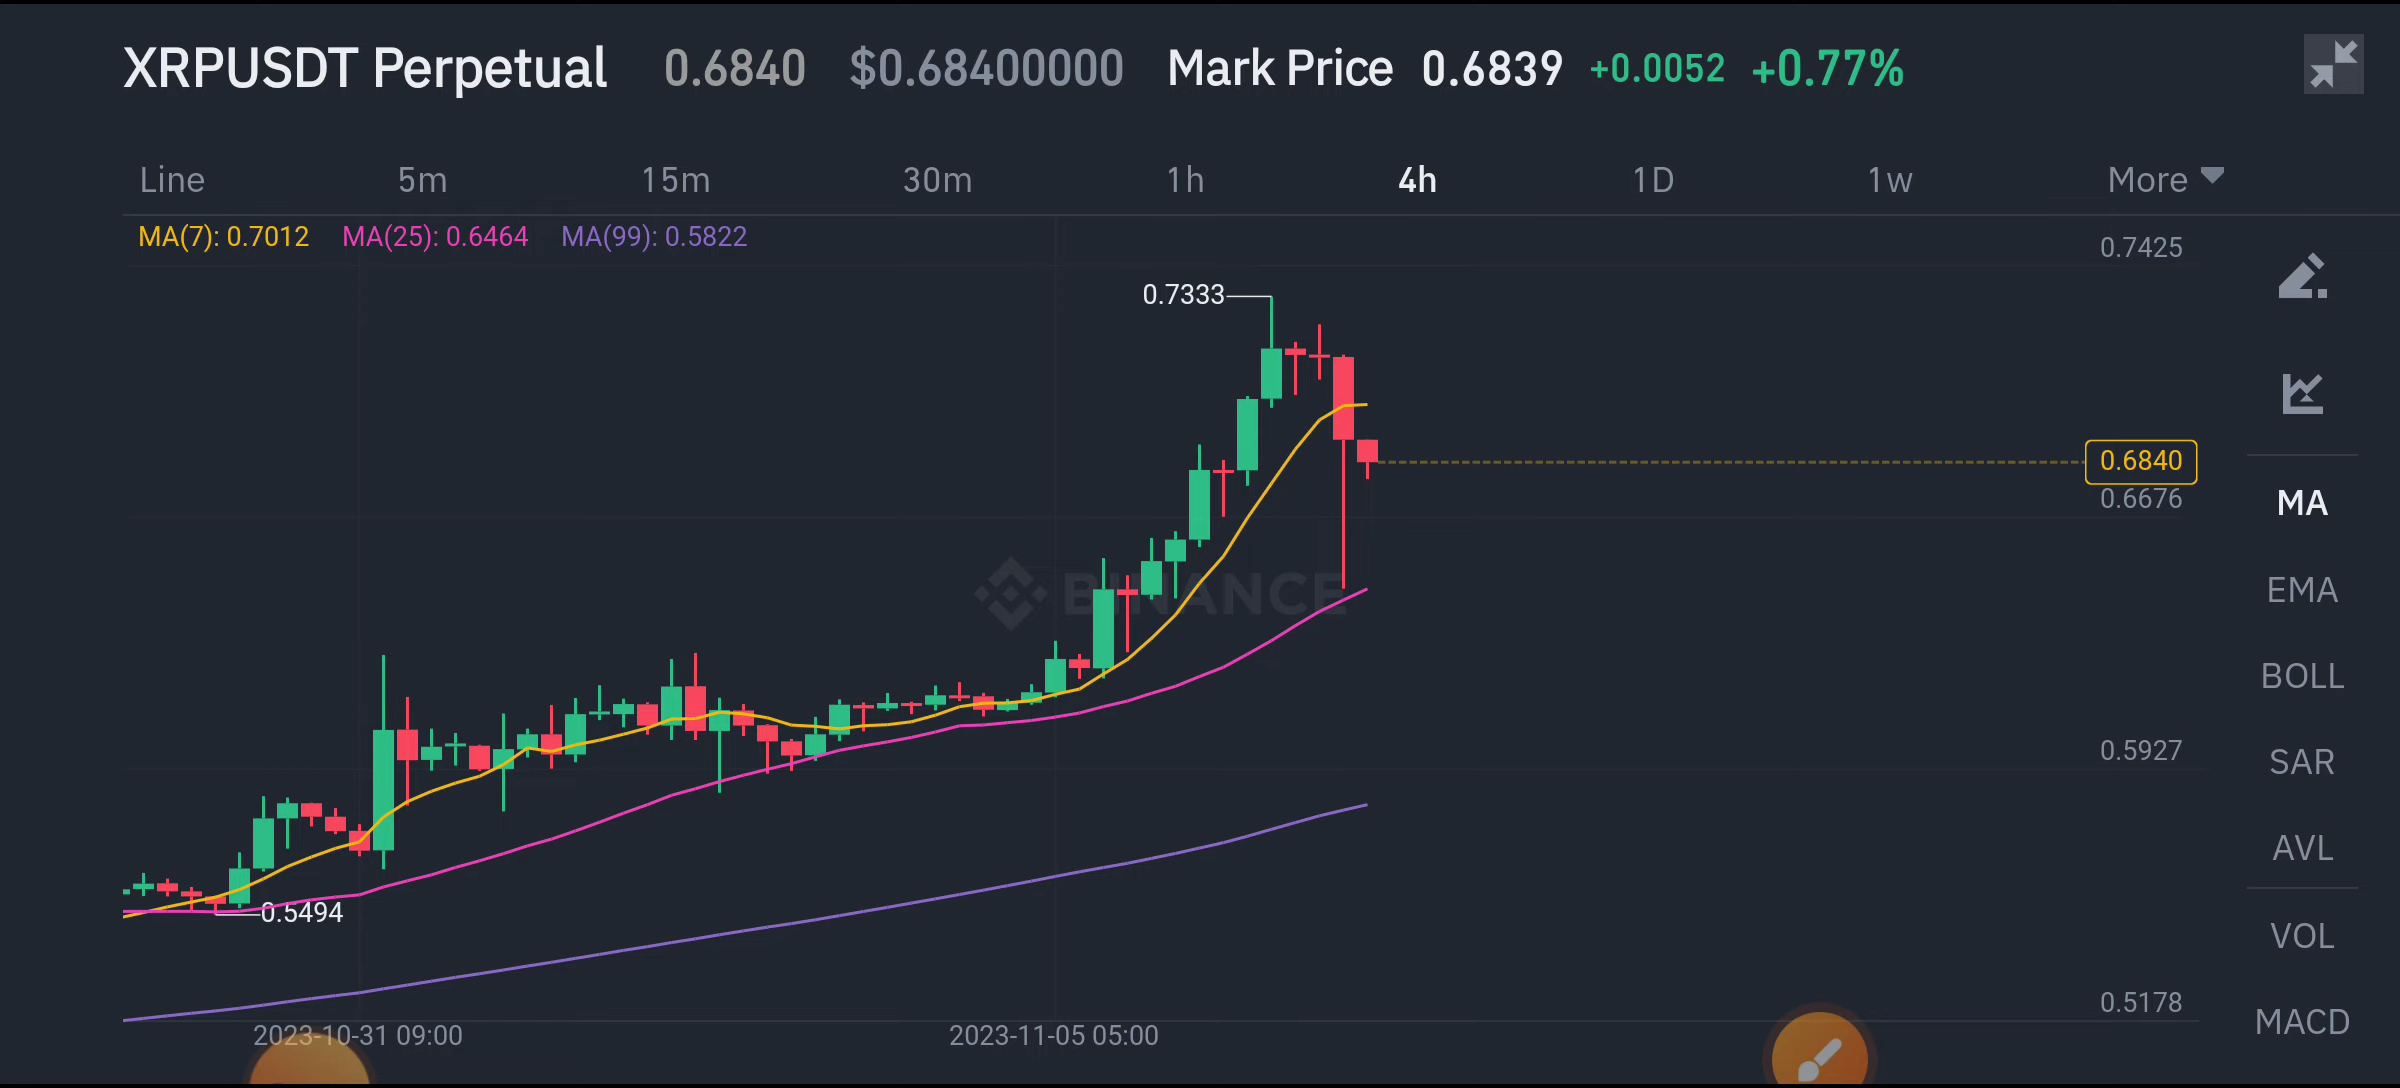 XRPUSDT Perpetual 0.6840 $0.68400000 Mark Price 0.6839 +0.0052 +0.77%
Line 5m 15m 30m 1h 4h 1D 1w More
MA(7): 0.7012 MA(25): 0.6464 MA(99): 0.5822
0.7425
0.7333
0.6840
0.6676
MA
BINANCE
EMA
BOLL
0.5927
SAR
AVL
0.5494
VOL
0.5178
MACD
2023-10-31 09:00 2023-11-05 05:00